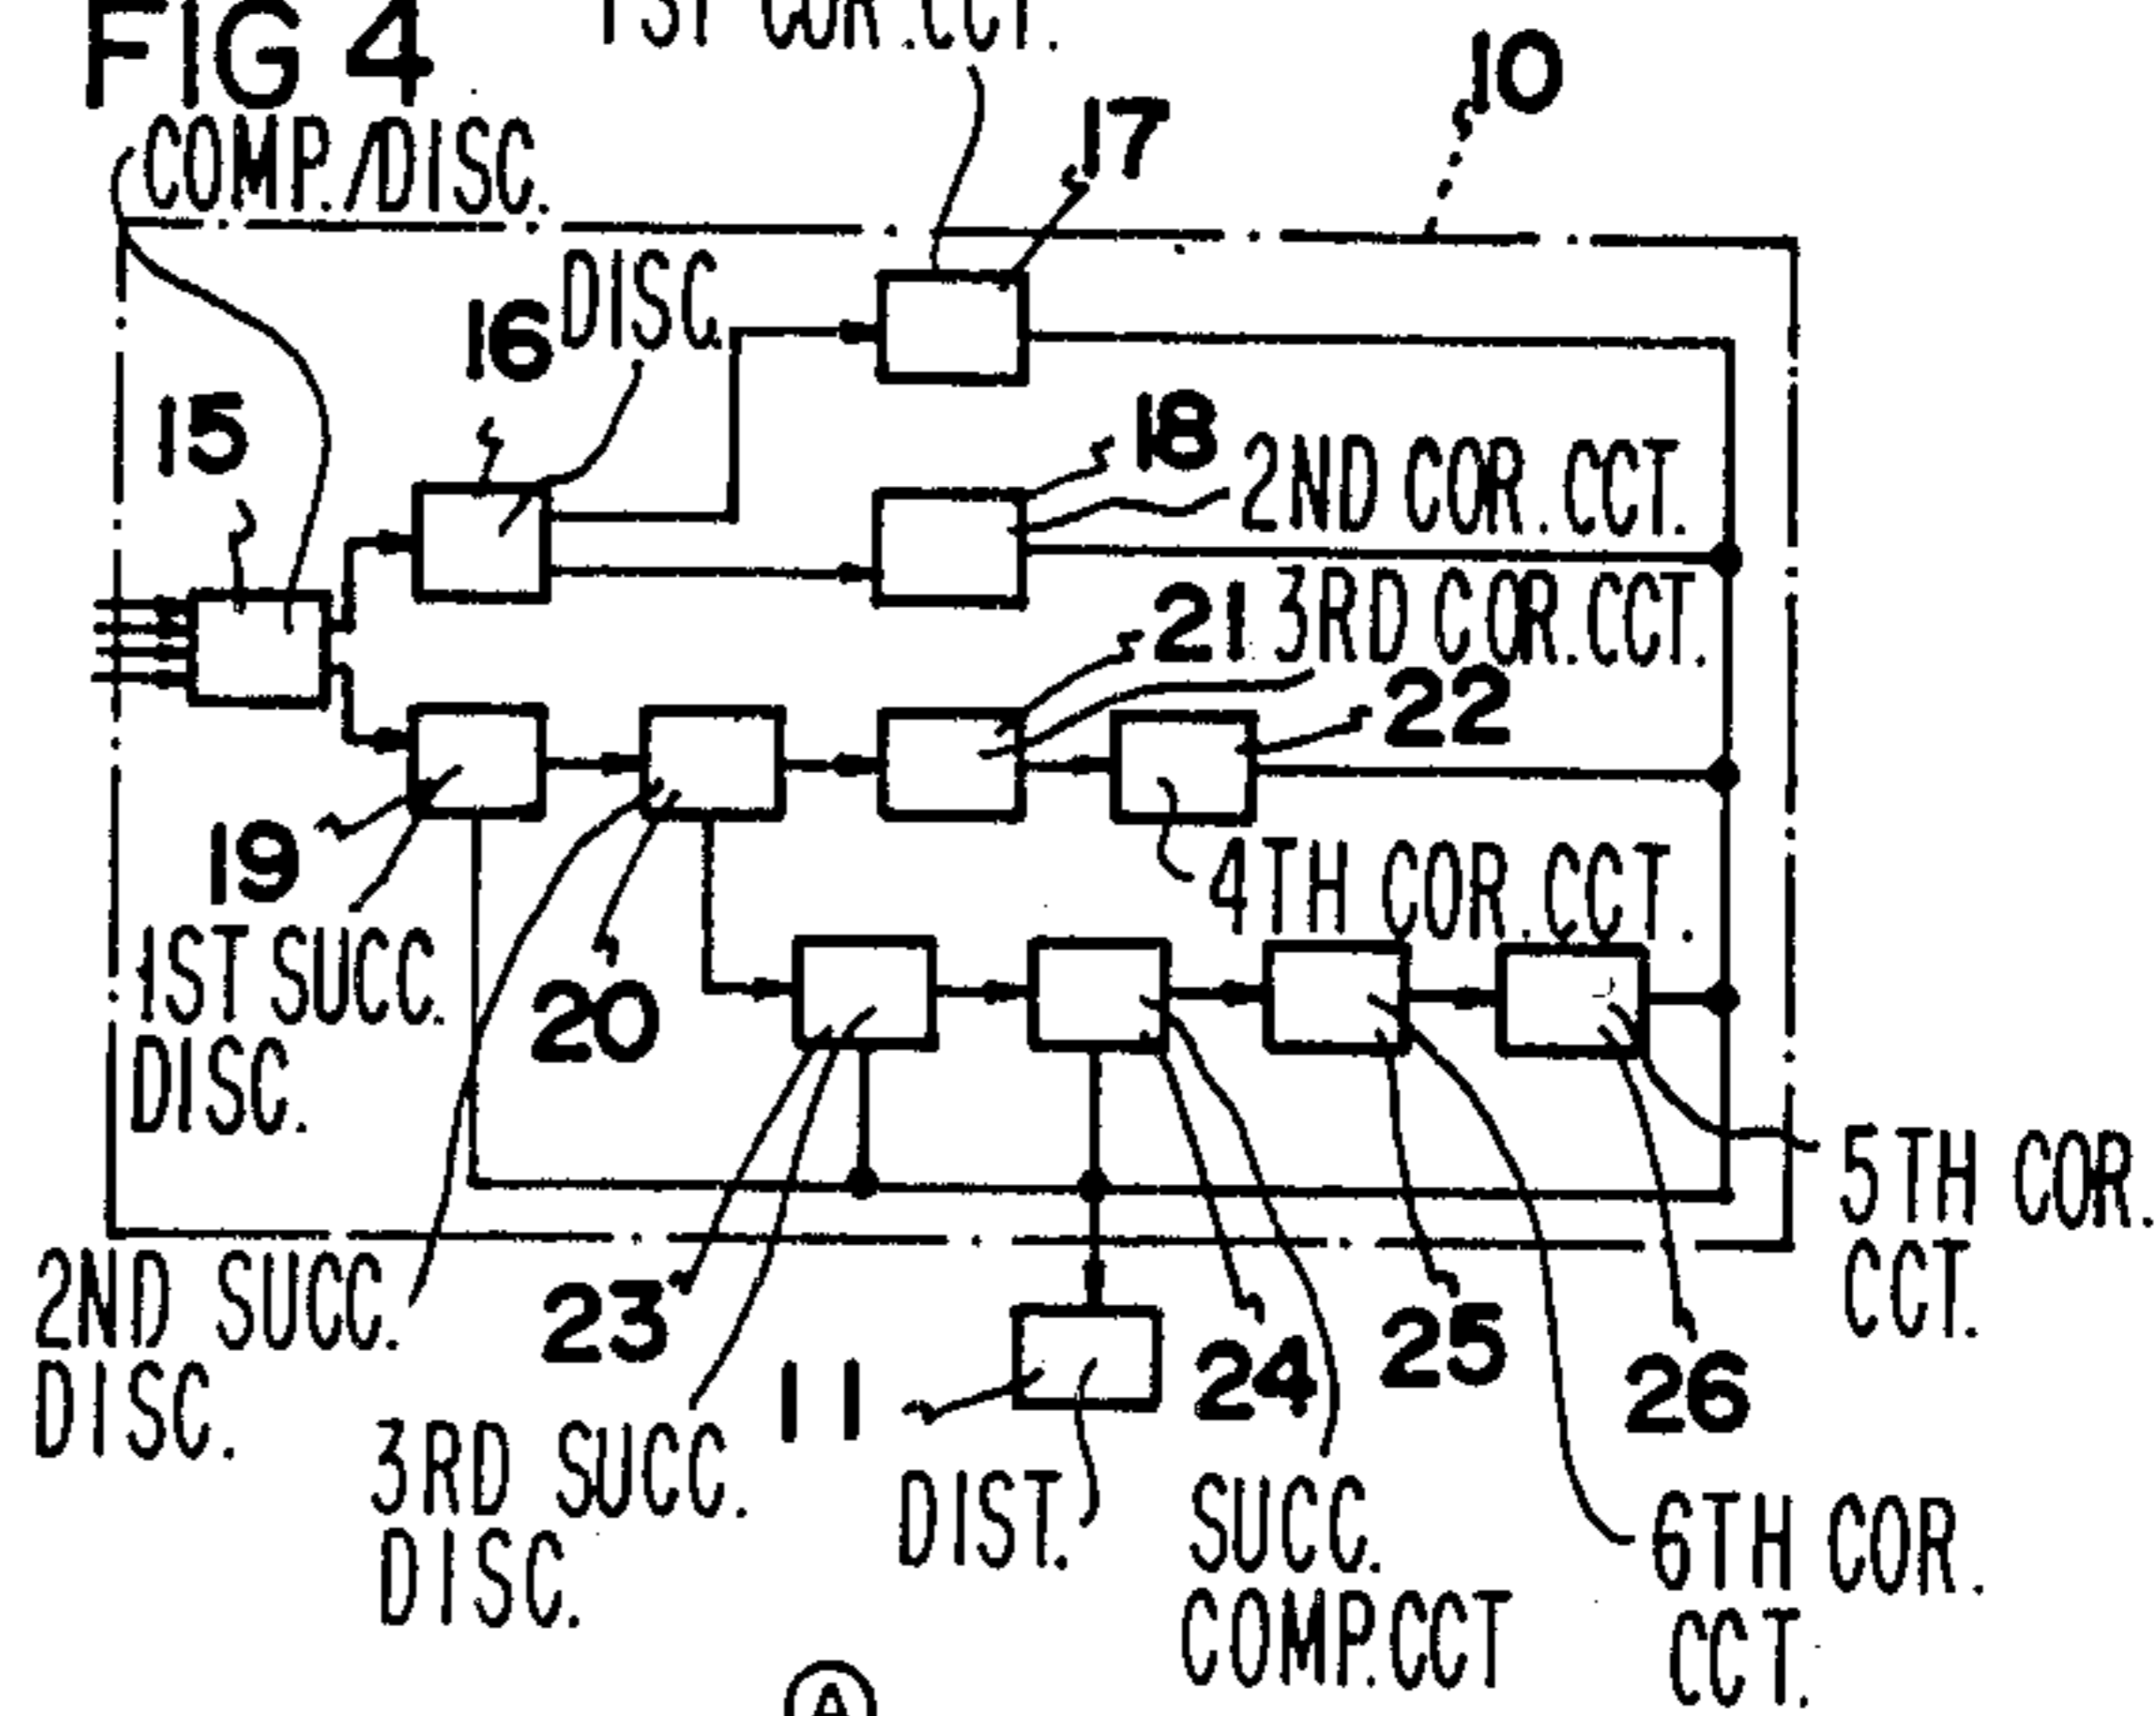 FIG 4
1ST COR.CCT.
10
COMP./DISC.
17
16
DISC.
15
18
2ND COR.CCT.
21
3RD COR.CCT.
22
19
4TH COR.CCT.
1ST SUCC.
DISC.
20
5TH COR.
CCT.
2ND SUCC.
DISC.
23
11
24
25
26
3RD SUCC.
DISC.
DIST.
SUCC.
COMP.CCT
6TH COR.
CCT.
A